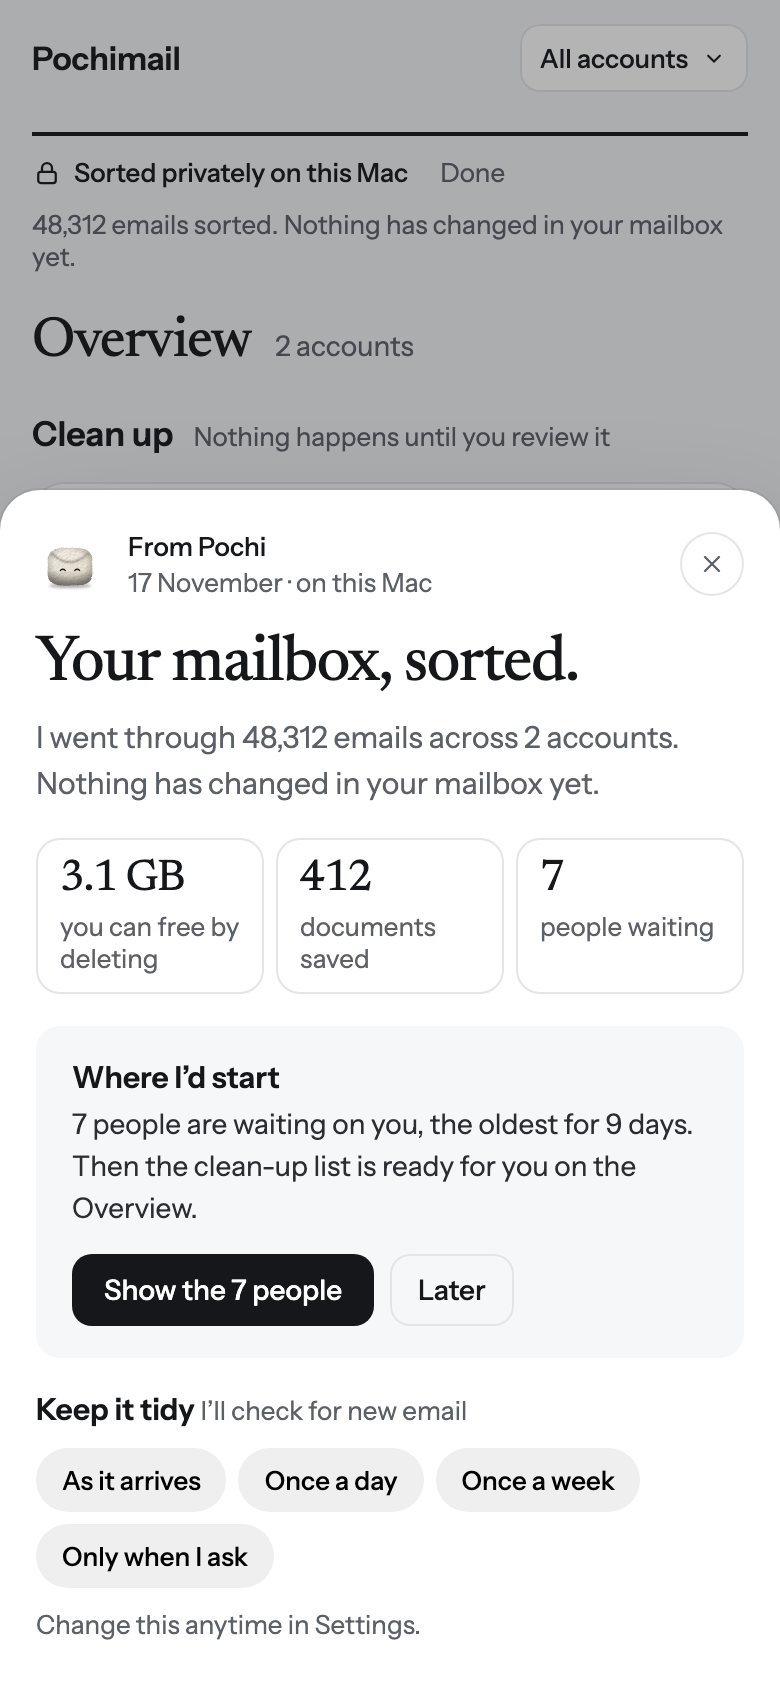 Pochimail
All accounts
Sorted privately on this Mac Done
48,312 emails sorted. Nothing has changed in your mailbox
yet.
Overview 2 accounts
Clean up Nothing happens until you review it
From Pochi
17 November · on this Mac
Your mailbox, sorted.
I went through 48,312 emails across 2 accounts.
Nothing has changed in your mailbox yet.
3.1 GB
you can free by
deleting
412
documents
saved
7
people waiting
Where I’d start
7 people are waiting on you, the oldest for 9 days.
Then the clean-up list is ready for you on the
Overview.
Show the 7 people
Later
Keep it tidy I’ll check for new email
As it arrives
Once a day
Once a week
Only when I ask
Change this anytime in Settings.